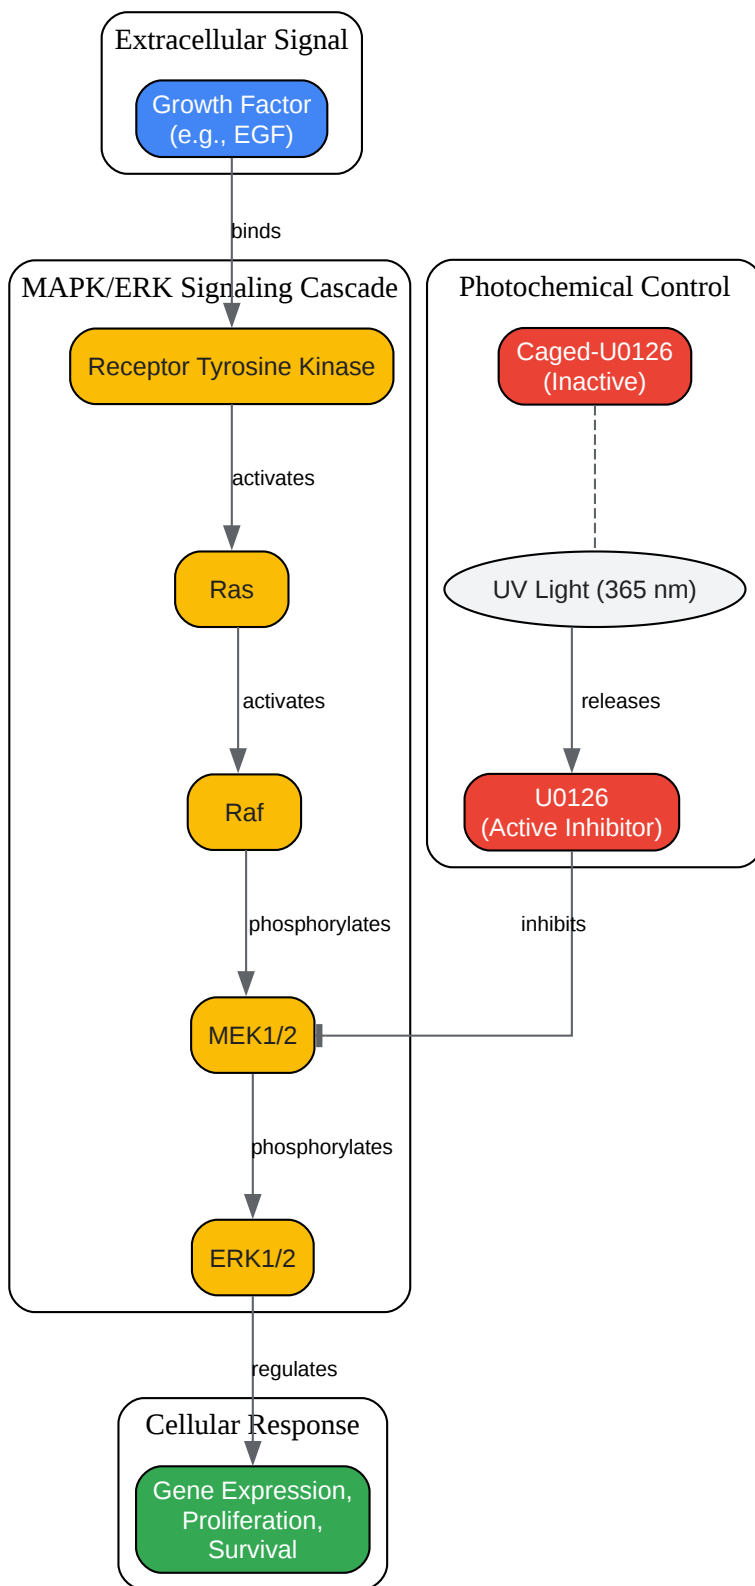 Extracellular Signal
Growth Factor
(e.g., EGF)
binds
MAPK/ERK Signaling Cascade
Receptor Tyrosine Kinase
activates
Ras
activates
Raf
phosphorylates
MEK1/2
phosphorylates
ERK1/2
regulates
Photochemical Control
Caged-U0126
(Inactive)
UV Light (365 nm)
releases
U0126
(Active Inhibitor)
inhibits
Cellular Response
Gene Expression,
Proliferation,
Survival